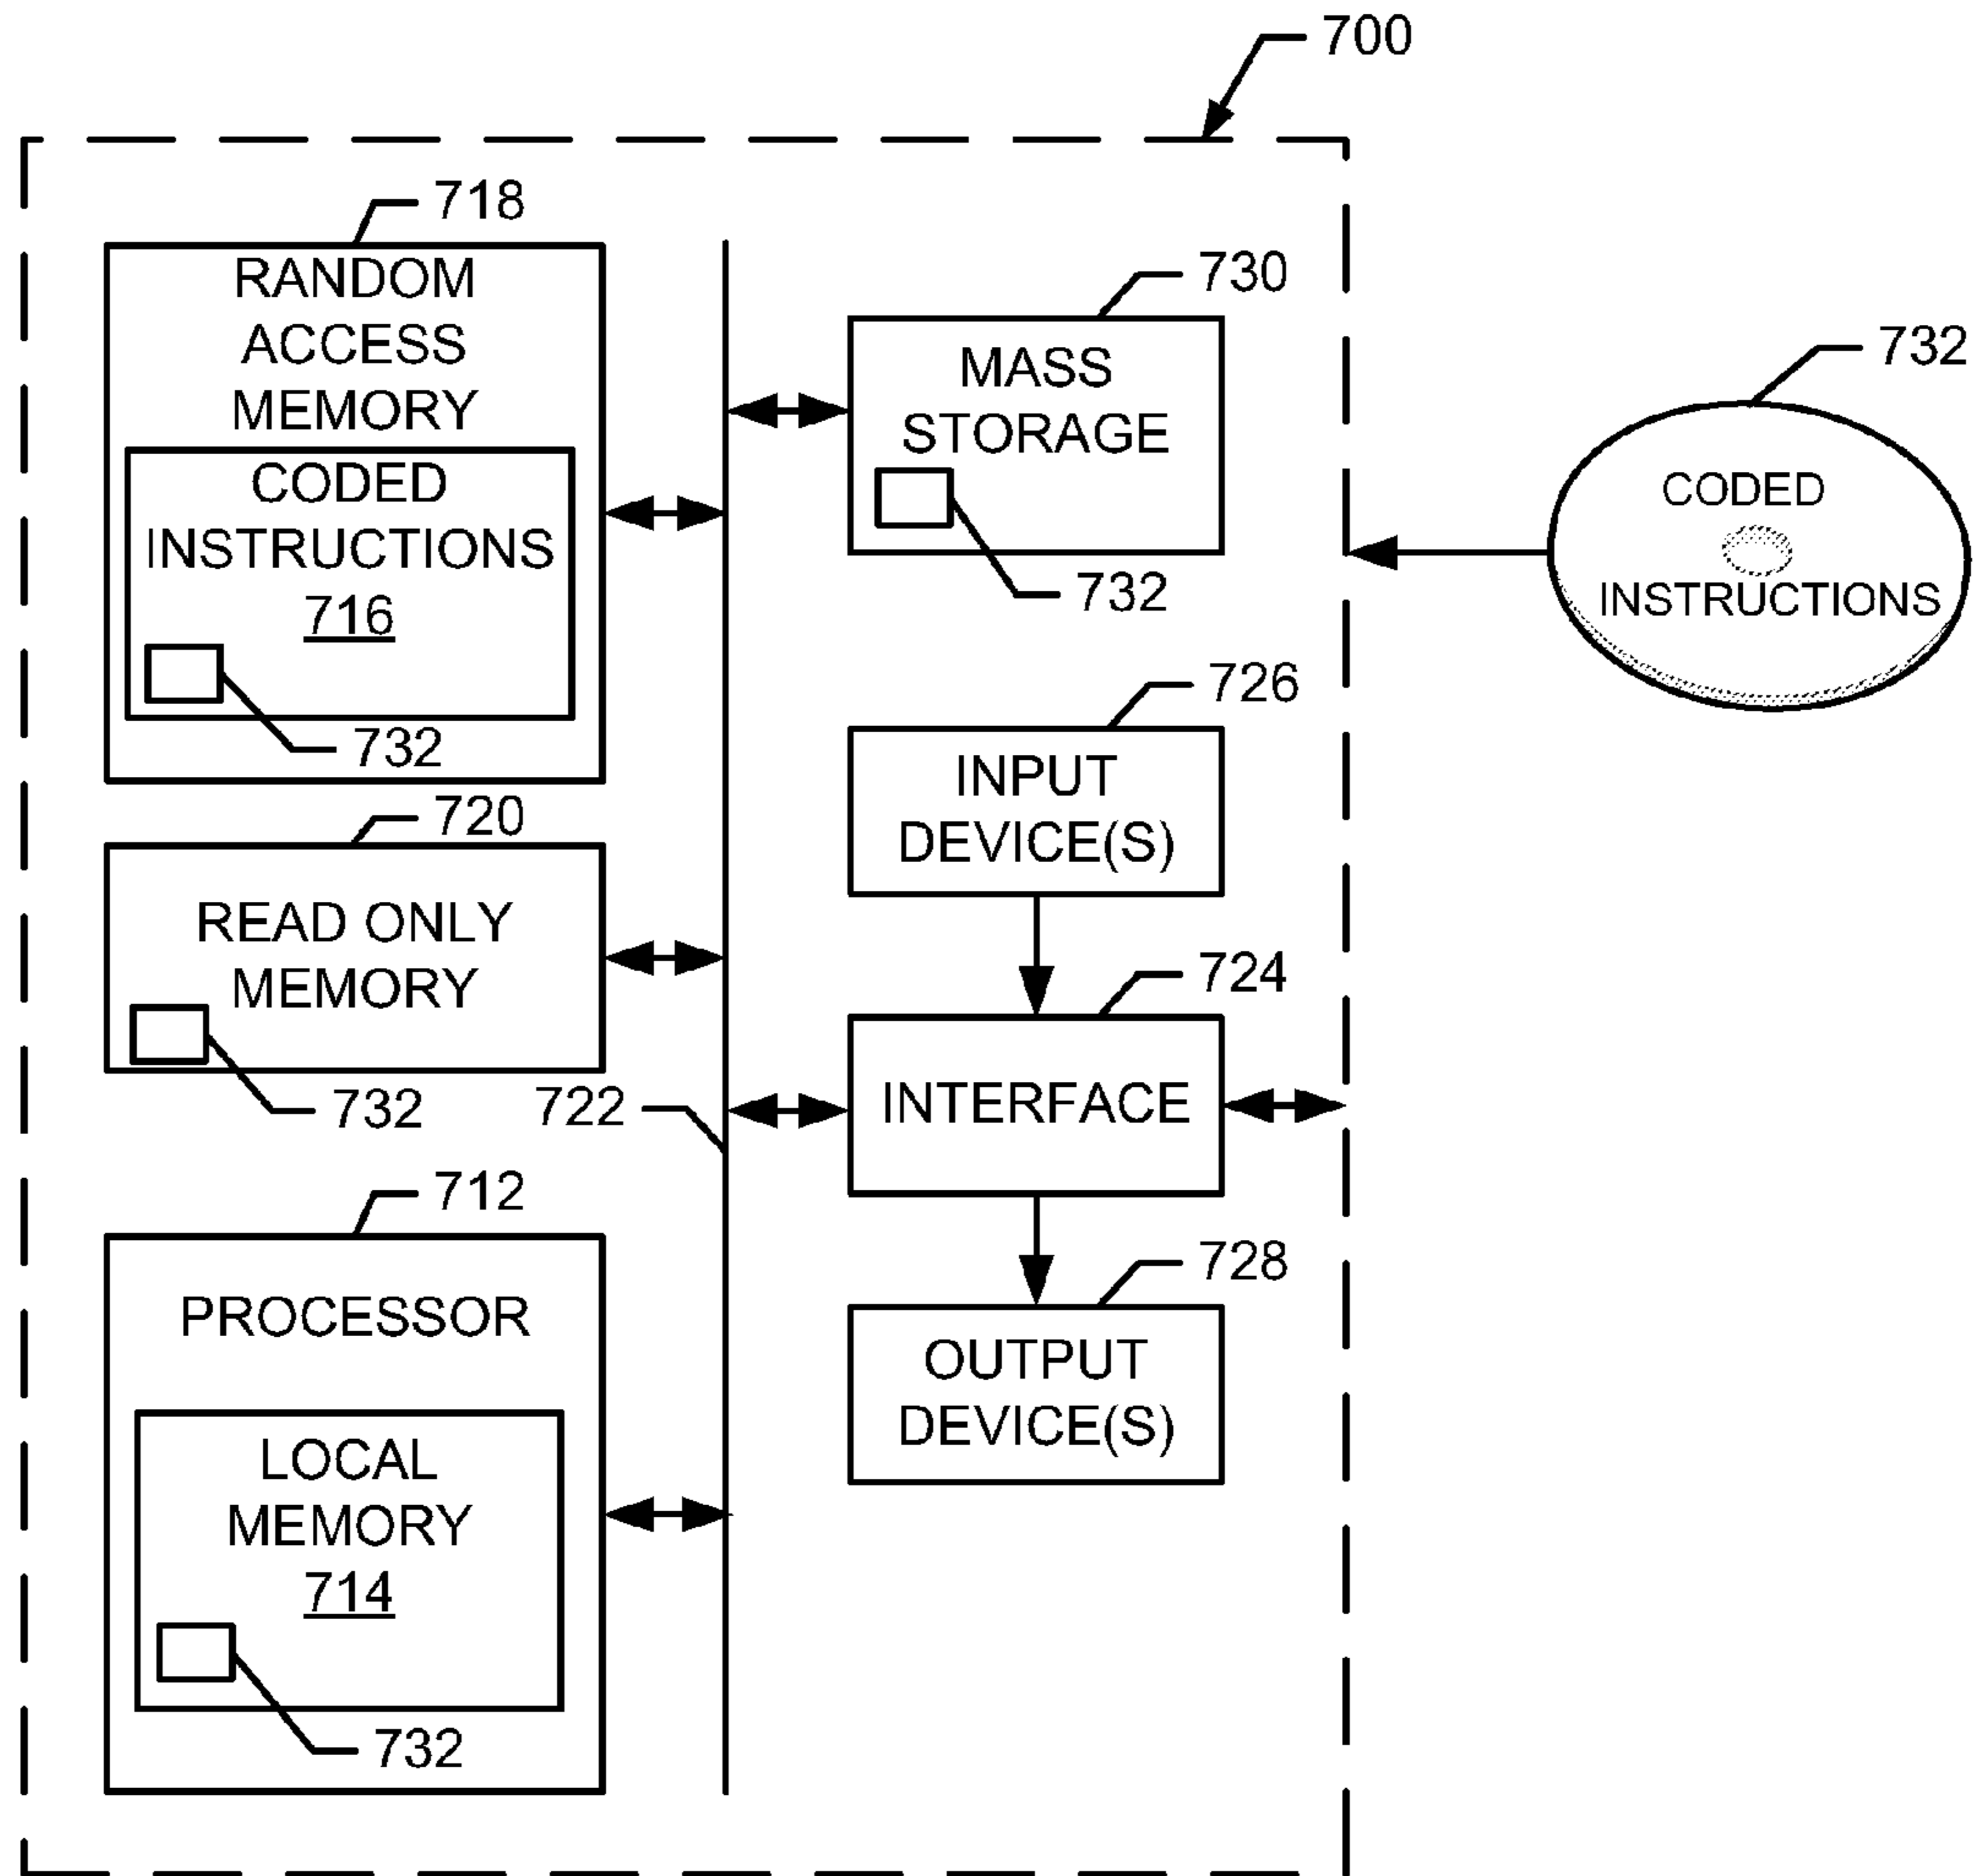 700
718
RANDOM
ACCESS
MEMORY
CODED
INSTRUCTIONS
716
732
730
MASS
STORAGE
732
732
CODED
INSTRUCTIONS
726
INPUT
DEVICE(S)
720
READ ONLY
MEMORY
732
722
724
INTERFACE
712
PROCESSOR
LOCAL
MEMORY
714
732
728
OUTPUT
DEVICE(S)